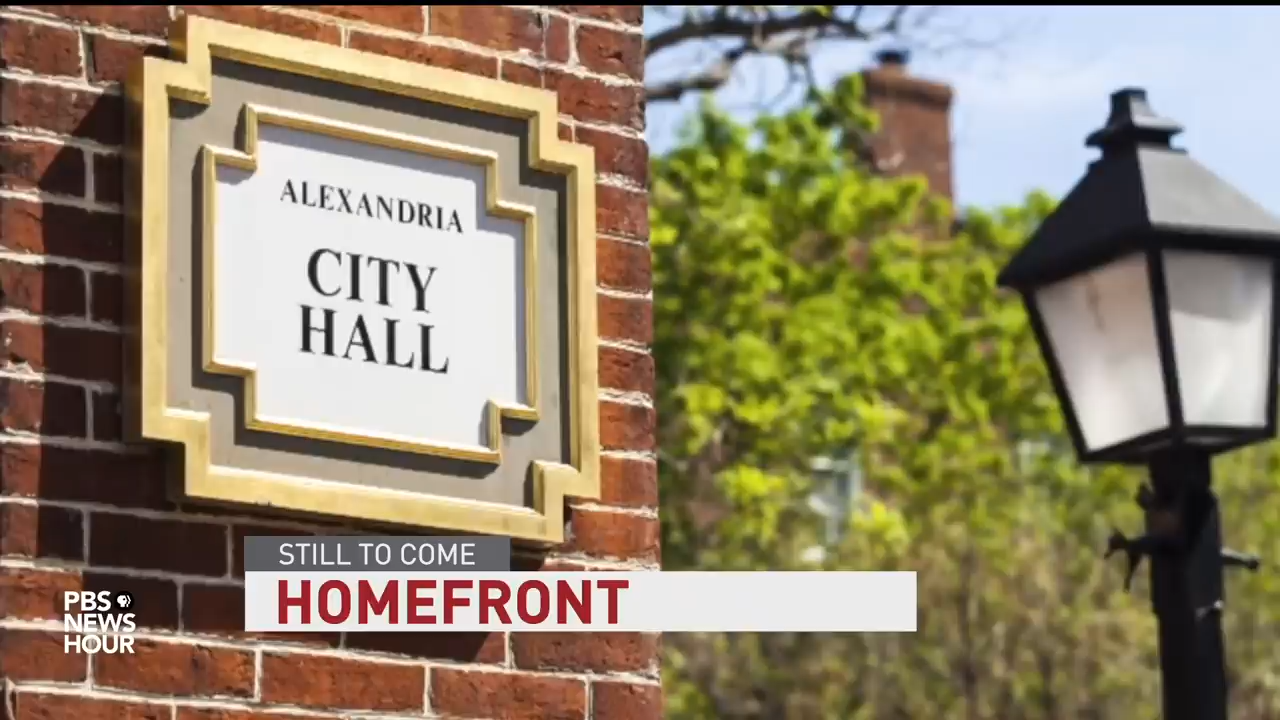 ALEXANDRIA
CITY
HALL
STILL TO COME
HOMEFRONT
PBS
NEWS
HOUR